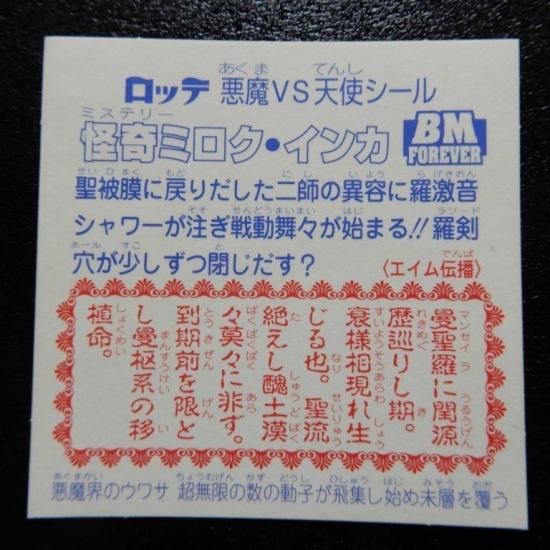 ロッテ 悪魔VS天使シール
怪奇ミロク・インカ BM FOREVER
聖被膜に戻りだした二師の異容に羅激音
シャワーが注ぎ戦動舞々が始まる!!羅剣
穴が少しずつ閉じだす？ 〈エイム伝播〉
曼聖羅に閏源
歴巡りし期。
衰様相現れ生
じる也。聖流
絶えし醜土漠
々莫々に非ず。
到期前を限と
し曼枢系の移
植命。
悪魔界のウワサ 超無限の数の動子が飛集し始め未層を覆う